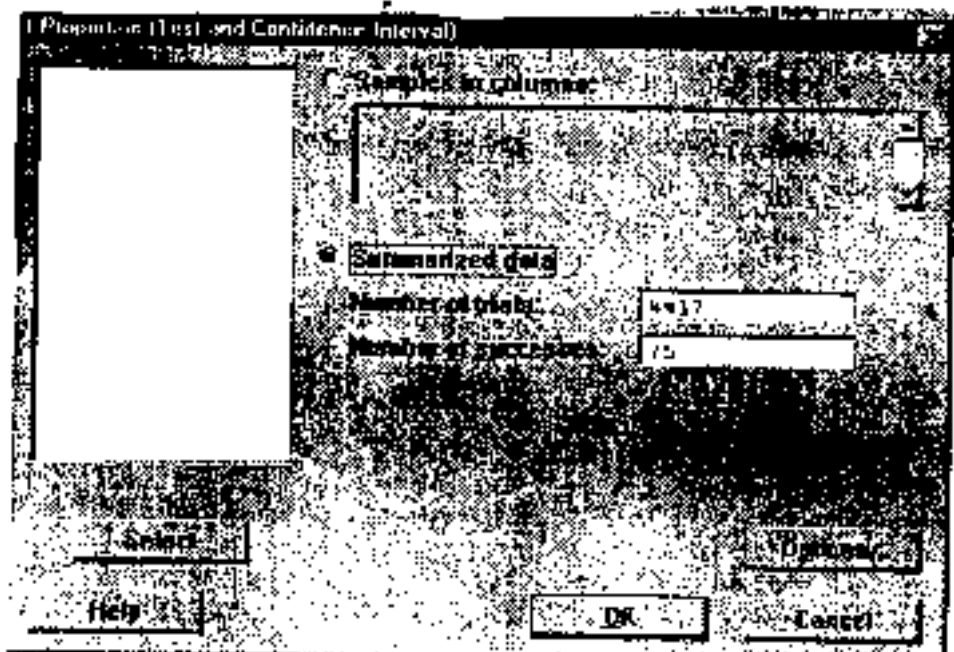 1 Proportion (Test and Confidence Interval)
Samples in columns:
Summarized data
Number of trials:
Number of successes:
75
Select
Options...
Help
OK
Cancel